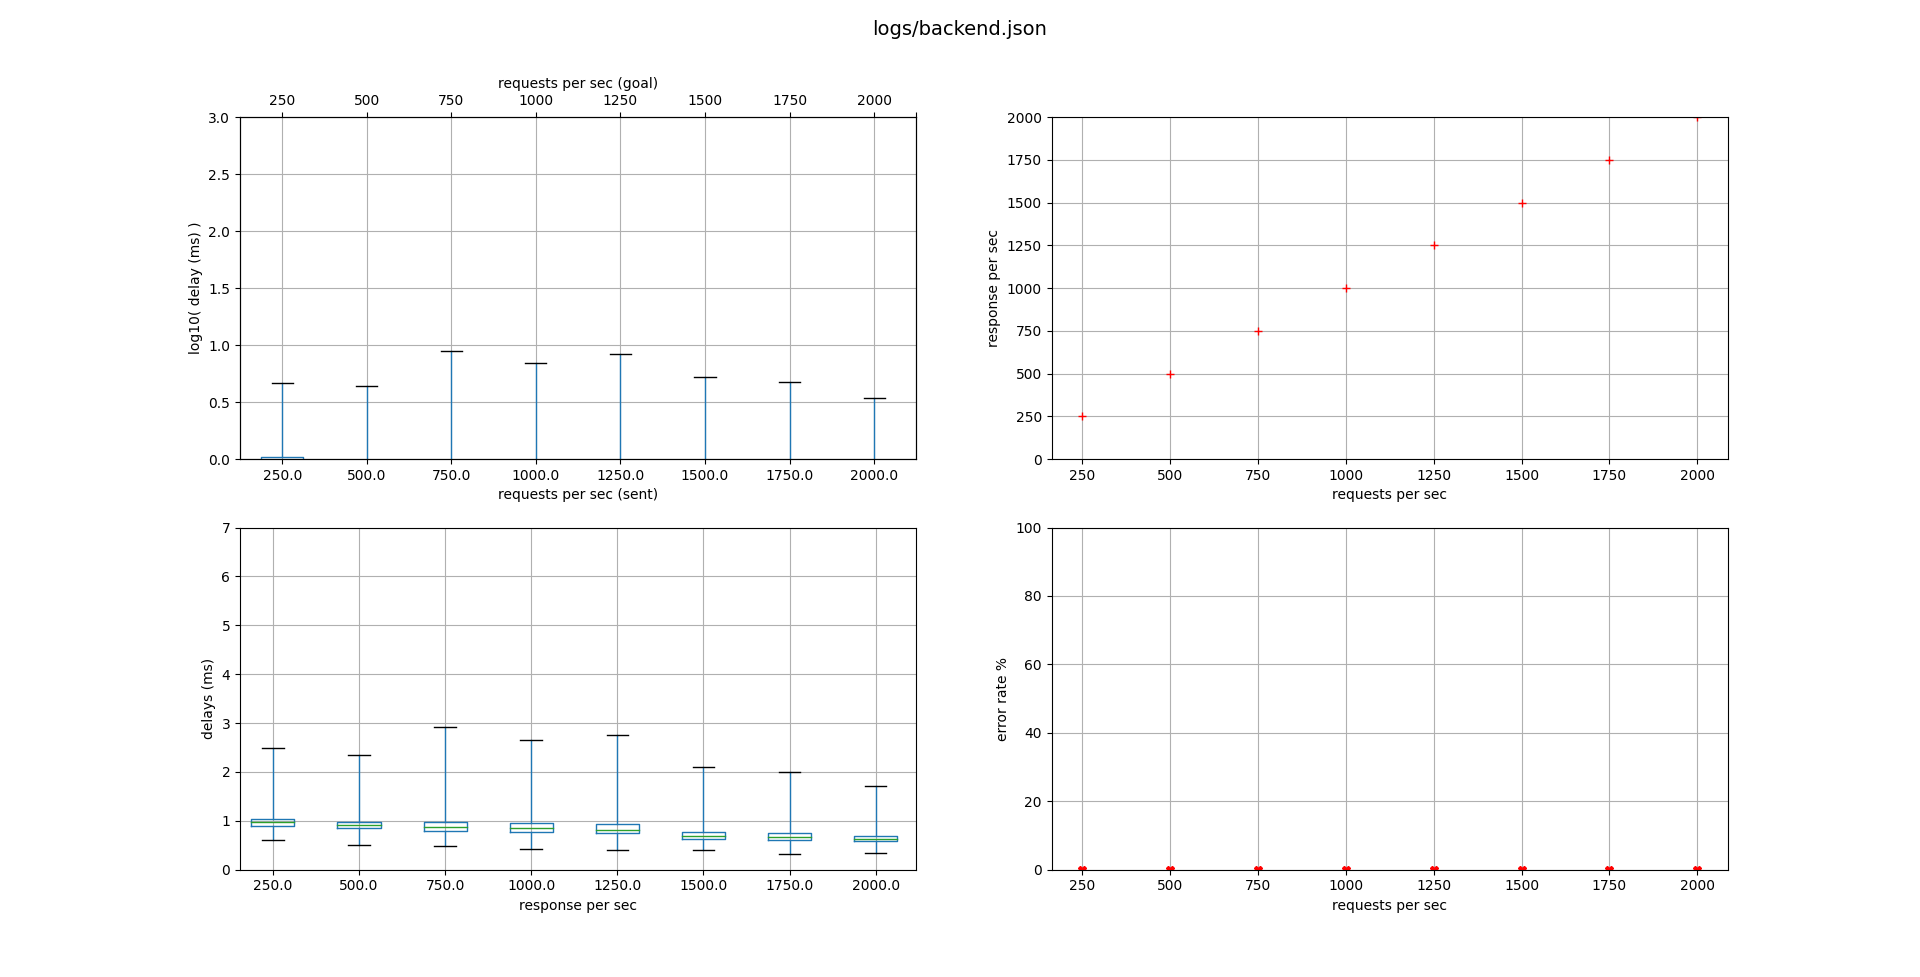 logs/backend.json
requests per sec (goal)
250 500 750 1000 1250 1500 1750 2000
3.0
2.5
2.0
1.5
1.0
0.5
0.0
log10( delay (ms) )
250.0 500.0 750.0 1000.0 1250.0 1500.0 1750.0 2000.0
requests per sec (sent)
2000
1750
1500
1250
1000
750
500
250
0
response per sec
250 500 750 1000 1250 1500 1750 2000
requests per sec
7
6
5
4
3
2
1
0
delays (ms)
250.0 500.0 750.0 1000.0 1250.0 1500.0 1750.0 2000.0
response per sec
100
80
60
40
20
0
error rate %
250 500 750 1000 1250 1500 1750 2000
requests per sec